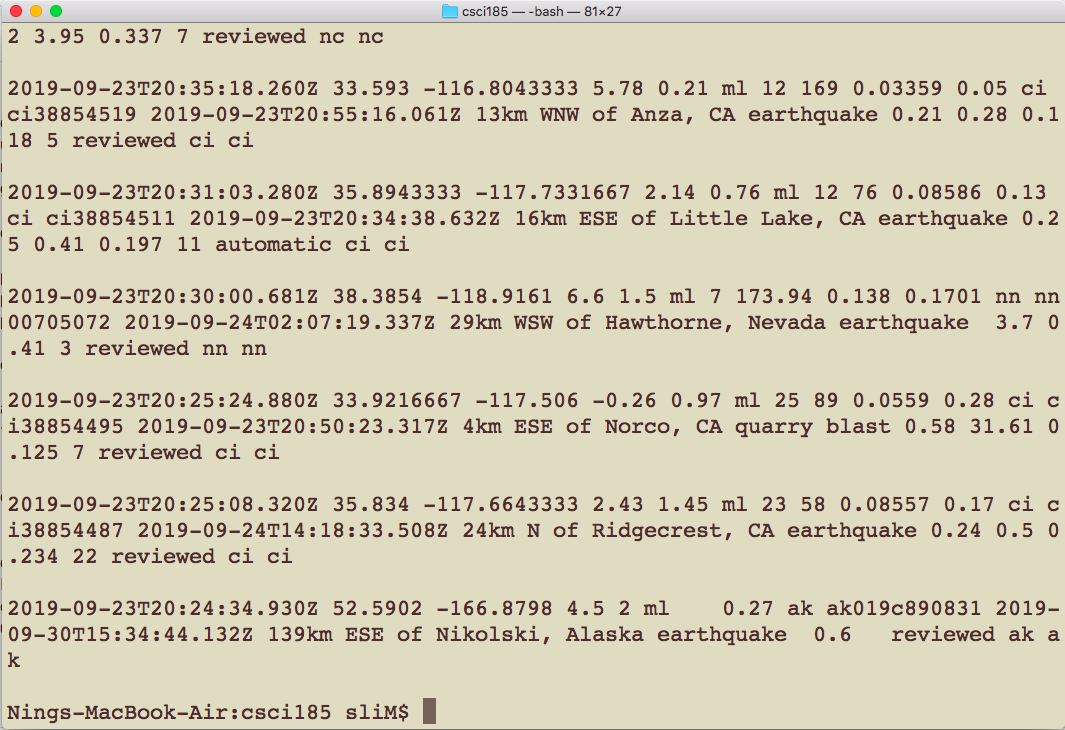 csci185 — -bash — 81×27
2 3.95 0.337 7 reviewed nc nc
2019-09-23T20:35:18.260Z 33.593 -116.8043333 5.78 0.21 ml 12 169 0.03359 0.05 ci
ci38854519 2019-09-23T20:55:16.061Z 13km WNW of Anza, CA earthquake 0.21 0.28 0.1
18 5 reviewed ci ci
2019-09-23T20:31:03.280Z 35.8943333 -117.7331667 2.14 0.76 ml 12 76 0.08586 0.13
ci ci38854511 2019-09-23T20:34:38.632Z 16km ESE of Little Lake, CA earthquake 0.2
5 0.41 0.197 11 automatic ci ci
2019-09-23T20:30:00.681Z 38.3854 -118.9161 6.6 1.5 ml 7 173.94 0.138 0.1701 nn nn
00705072 2019-09-24T02:07:19.337Z 29km WSW of Hawthorne, Nevada earthquake  3.7 0
.41 3 reviewed nn nn
2019-09-23T20:25:24.880Z 33.9216667 -117.506 -0.26 0.97 ml 25 89 0.0559 0.28 ci c
i38854495 2019-09-23T20:50:23.317Z 4km ESE of Norco, CA quarry blast 0.58 31.61 0
.125 7 reviewed ci ci
2019-09-23T20:25:08.320Z 35.834 -117.6643333 2.43 1.45 ml 23 58 0.08557 0.17 ci c
i38854487 2019-09-24T14:18:33.508Z 24km N of Ridgecrest, CA earthquake 0.24 0.5 0
.234 22 reviewed ci ci
2019-09-23T20:24:34.930Z 52.5902 -166.8798 4.5 2 ml    0.27 ak ak019c890831 2019-
09-30T15:34:44.132Z 139km ESE of Nikolski, Alaska earthquake  0.6   reviewed ak a
k
Nings-MacBook-Air:csci185 sliM$